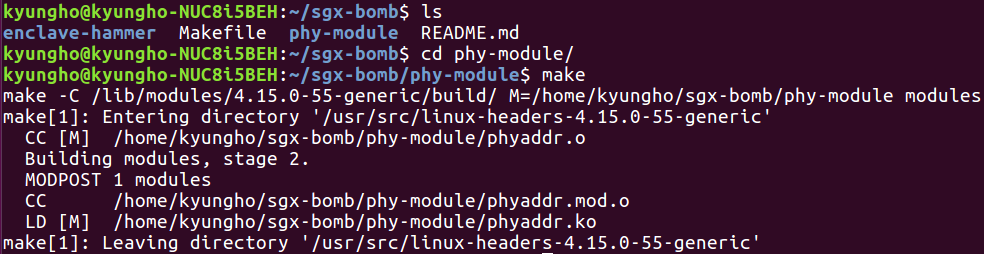 kyungho@kyungho-NUC8i5BEH:~/sgx-bomb$ ls
enclave-hammer  Makefile  phy-module  README.md
kyungho@kyungho-NUC8i5BEH:~/sgx-bomb$ cd phy-module/
kyungho@kyungho-NUC8i5BEH:~/sgx-bomb/phy-module$ make
make -C /lib/modules/4.15.0-55-generic/build/ M=/home/kyungho/sgx-bomb/phy-module modules
make[1]: Entering directory '/usr/src/linux-headers-4.15.0-55-generic'
  CC [M]  /home/kyungho/sgx-bomb/phy-module/phyaddr.o
  Building modules, stage 2.
  MODPOST 1 modules
  CC      /home/kyungho/sgx-bomb/phy-module/phyaddr.mod.o
  LD [M]  /home/kyungho/sgx-bomb/phy-module/phyaddr.ko
make[1]: Leaving directory '/usr/src/linux-headers-4.15.0-55-generic'